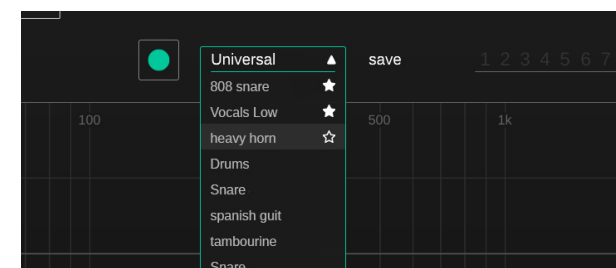 Universal
save
1 2 3 4 5 6 7
808 snare
Vocals Low
100
500
1k
heavy horn
Drums
Snare
spanish guit
tambourine
Snare